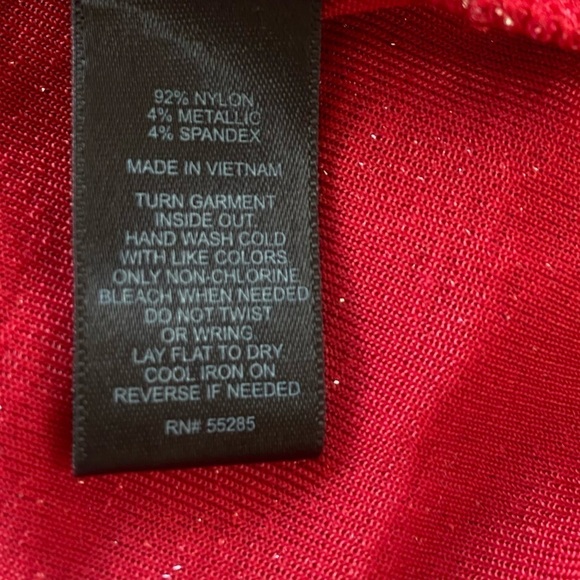 92% NYLON
4% METALLIC
4% SPANDEX
MADE IN VIETNAM
TURN GARMENT
INSIDE OUT
HAND WASH COLD
WITH LIKE COLORS
ONLY NON-CHLORINE
BLEACH WHEN NEEDED
DO NOT TWIST
OR WRING
LAY FLAT TO DRY
COOL IRON ON
REVERSE IF NEEDED
RN# 55285